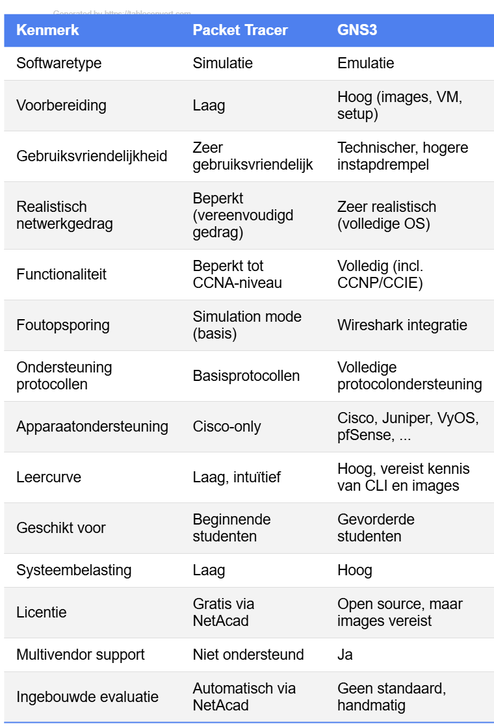 Generated by https://tableconvert.com
Kenmerk Packet Tracer GNS3
Softwaretype Simulatie Emulatie
Voorbereiding Laag Hoog (images, VM,
setup)
Gebruiksvriendelijkheid Zeer
gebruiksvriendelijk Technischer, hogere
instapdrempel
Realistisch
netwerkgedrag Beperkt
(vereenvoudigd
gedrag) Zeer realistisch
(volledige OS)
Functionaliteit Beperkt tot
CCNA-niveau Volledig (incl.
CCNP/CCIE)
Foutopsporing Simulation mode
(basis) Wireshark integratie
Ondersteuning
protocollen Basisprotocollen Volledige
protocolondersteuning
Apparaatondersteuning Cisco-only Cisco, Juniper, VyOS,
pfSense, ...
Leercurve Laag, intuïtief Hoog, vereist kennis
van CLI en images
Geschikt voor Beginnende
studenten Gevorderde
studenten
Systeembelasting Laag Hoog
Licentie Gratis via
NetAcad Open source, maar
images vereist
Multivendor support Niet ondersteund Ja
Ingebouwde evaluatie Automatisch via
NetAcad Geen standaard,
handmatig